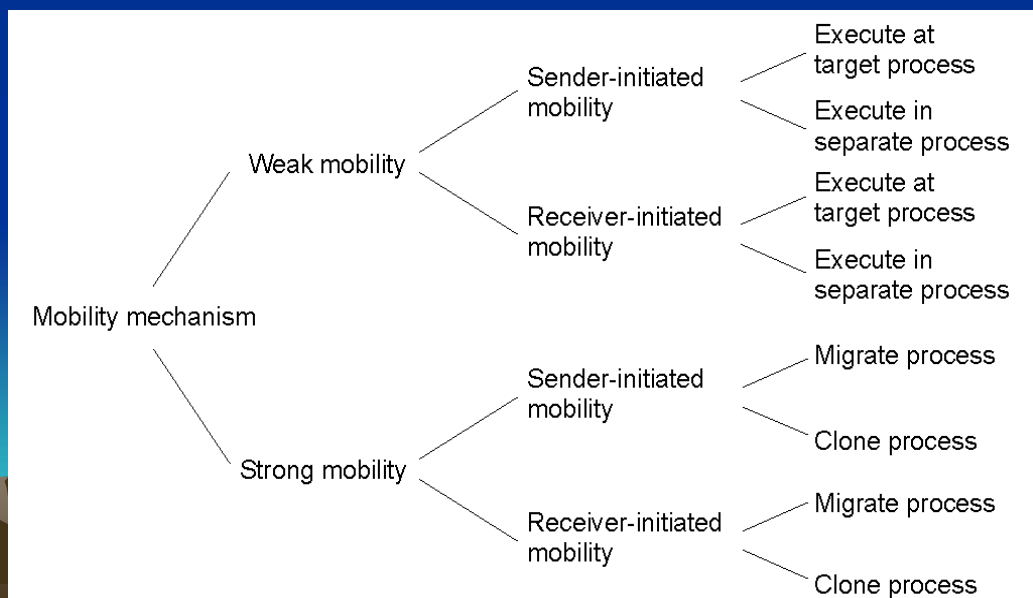 Execute at
target process
Sender-initiated
mobility
Execute in
separate process
Weak mobility
Execute at
target process
Receiver-initiated
mobility
Execute in
separate process
Mobility mechanism
Migrate process
Sender-initiated
mobility
Clone process
Strong mobility
Migrate process
Receiver-initiated
mobility
Clone process